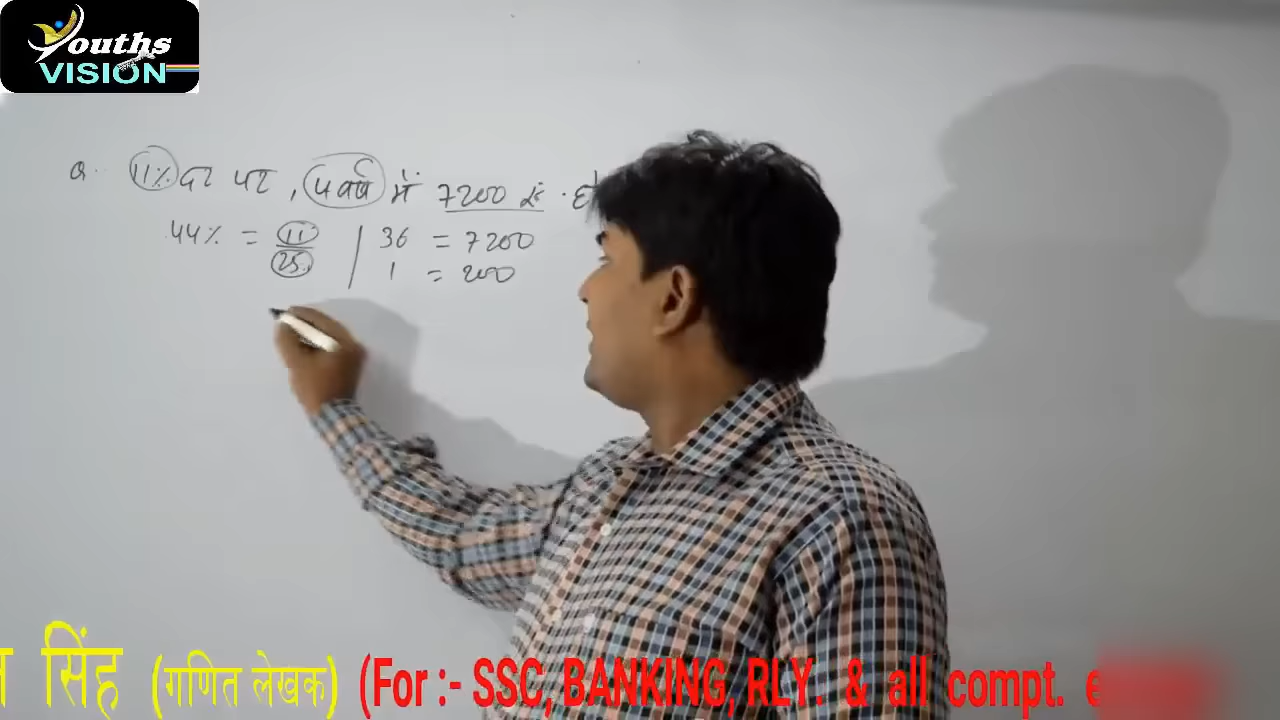 Youths
VISION
Q. 11% दर पर, 4 वर्ष में 7200 रु.
44% = 11/25 | 36 = 7200
1 = 200
सिंह (गणित लेखक) (For :- SSC, BANKING, RLY. & all compt.